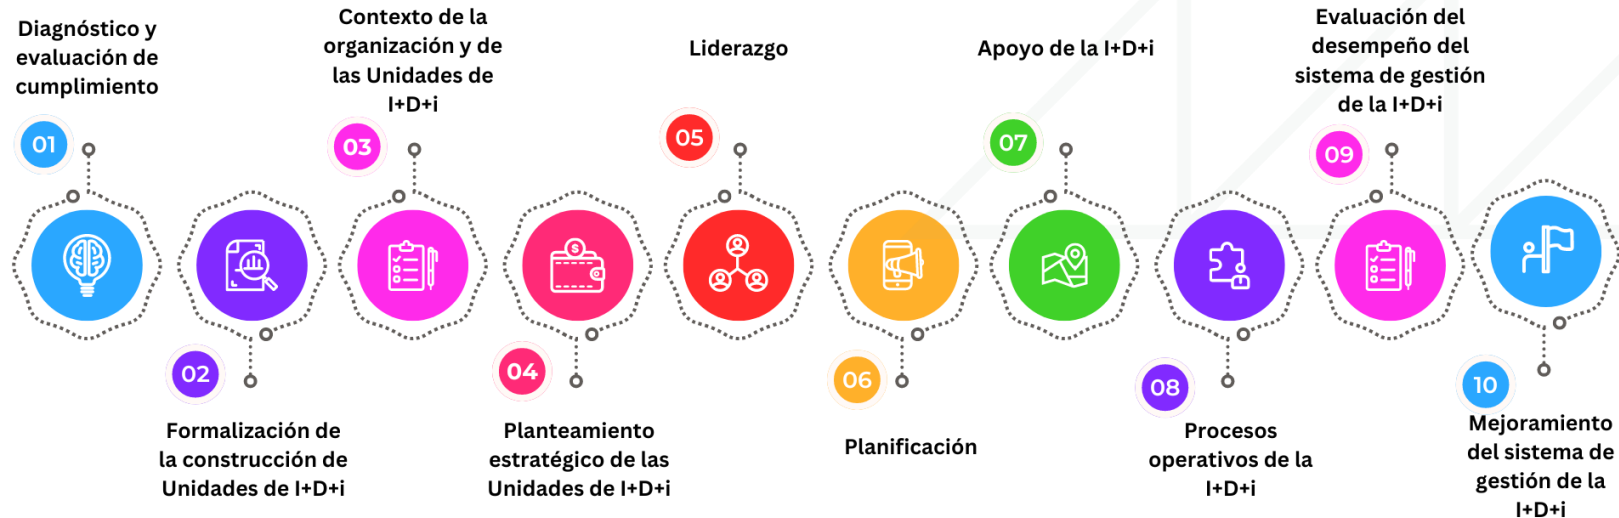 01
Diagnóstico y
evaluación de
cumplimiento
02
Formalización de
la construcción de
Unidades de I+D+i
03
Contexto de la
organización y de
las Unidades de
I+D+i
04
Planteamiento
estratégico de las
Unidades de I+D+i
05
Liderazgo
06
Planificación
07
Apoyo de la I+D+i
08
Procesos
operativos de la
I+D+i
09
Evaluación del
desempeño del
sistema de gestión
de la I+D+i
10
Mejoramiento
del sistema de
gestión de la
I+D+i